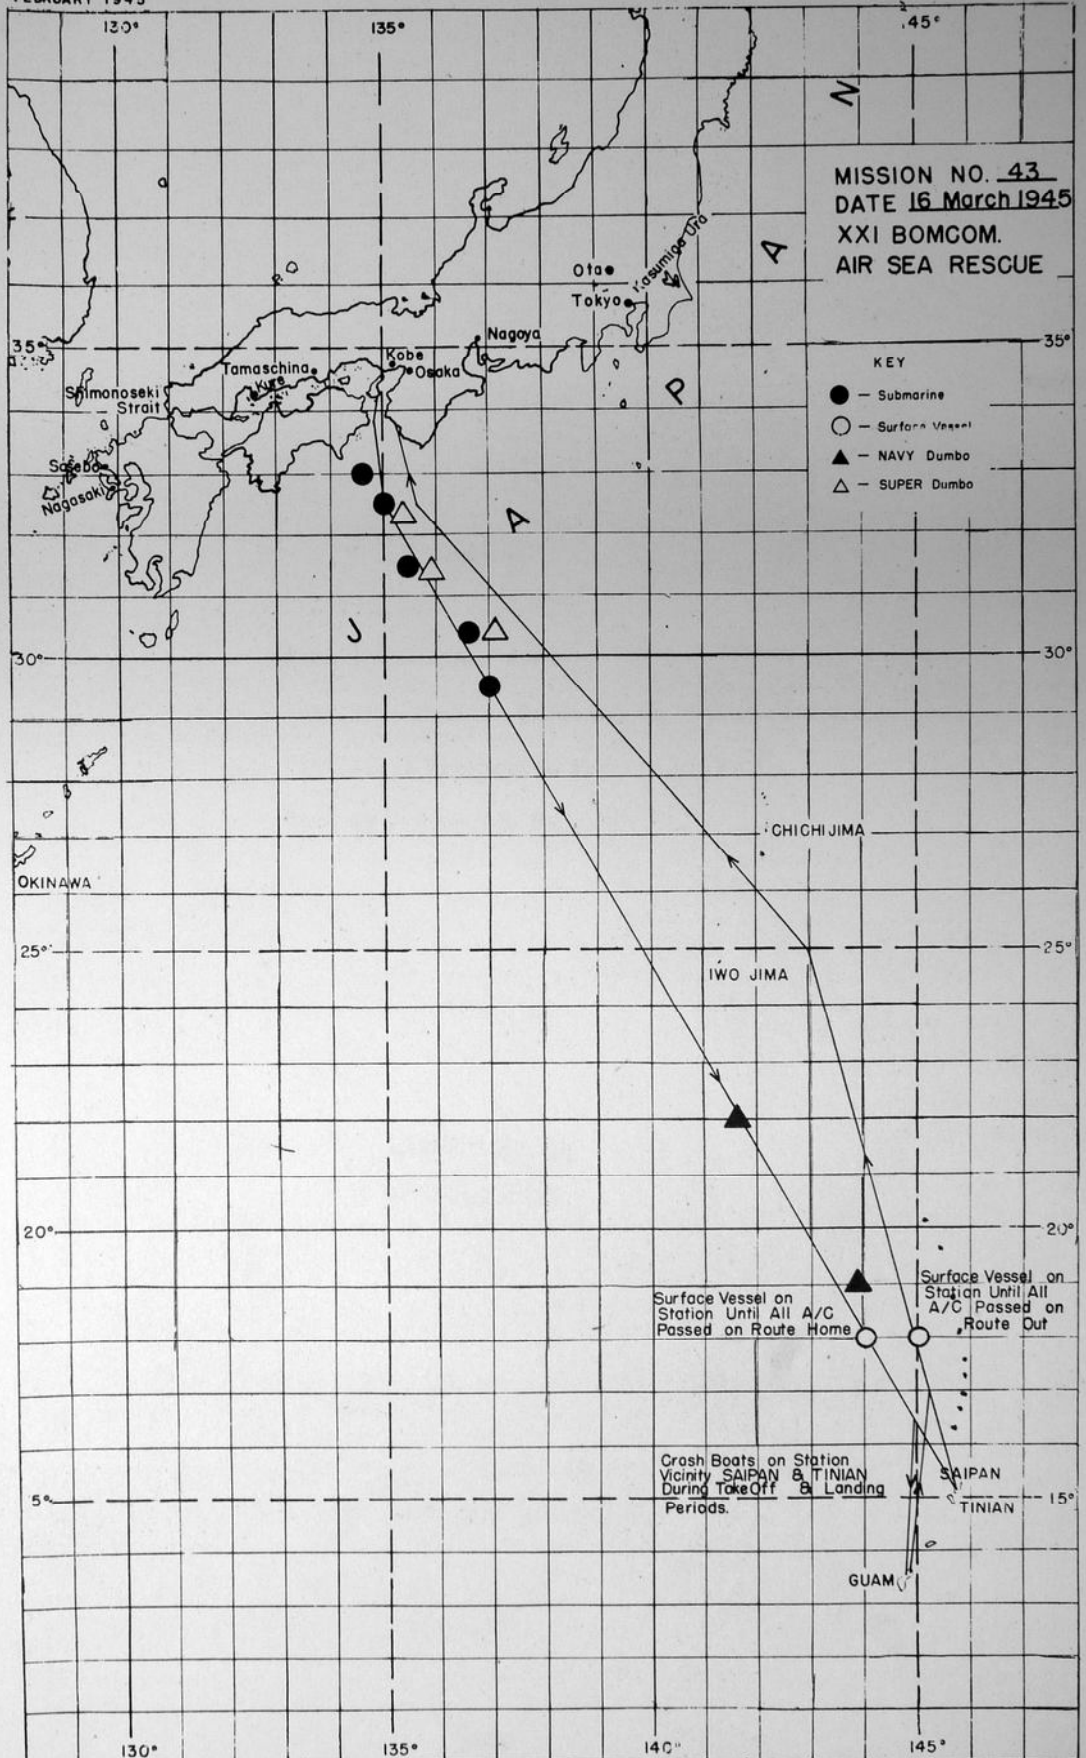 FEBRUARY 1945
130° 135° 145°
N
MISSION NO. 43
DATE 16 March 1945
XXI BOMCOM.
AIR SEA RESCUE
A
Kasumiga Ura
Ota
Tokyo
Nagoya
35° 35°
Kobe
Osaka
Tamaschina
Kure
Shimonoseki
Strait
P
KEY
— Submarine
— Surface Vessel
— NAVY Dumbo
— SUPER Dumbo
Sasebo
Nagasaki
A
J
30° 30°
CHICHIJIMA
OKINAWA
25° 25°
IWO JIMA
20° 20°
Surface Vessel on
Station Until All A/C
Passed on Route Home
Surface Vessel on
Station Until All
A/C Passed on
Route Out
Crash Boats on Station
Vicinity SAIPAN & TINIAN
During TakeOff & Landing
Periods.
SAIPAN
TINIAN
5° 15°
GUAM
130° 135° 140° 145°